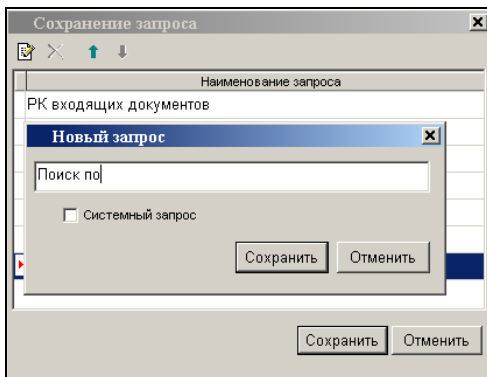 Сохранение запроса
Наименование запроса
РК входящих документов
Новый запрос
Поиск по
Системный запрос
Сохранить Отменить
Сохранить Отменить